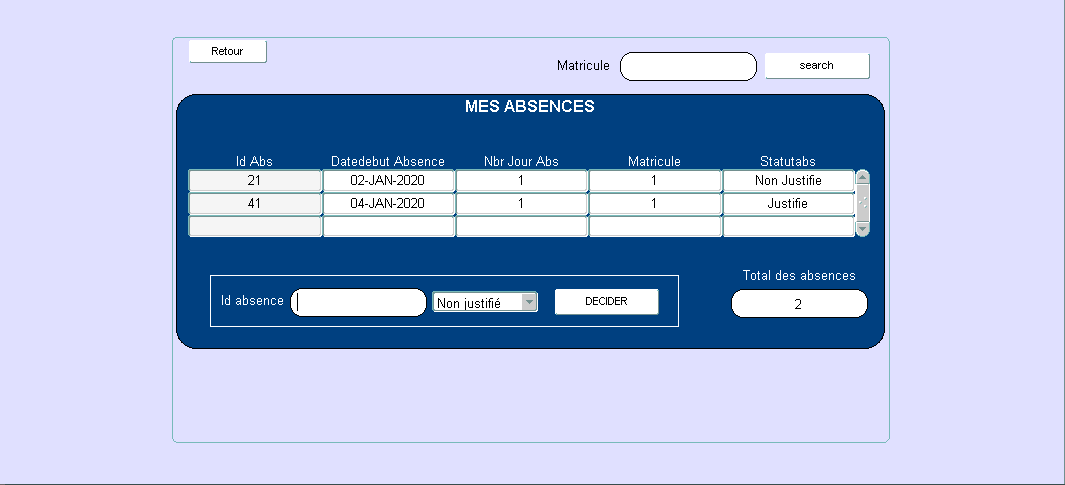 Retour
Matricule search
MES ABSENCES
Id Abs Datedebut Absence Nbr Jour Abs Matricule Statutabs
21 02-JAN-2020 1 1 Non Justifie
41 04-JAN-2020 1 1 Justifie
Total des absences
Id absence Non justifié DECIDER 2